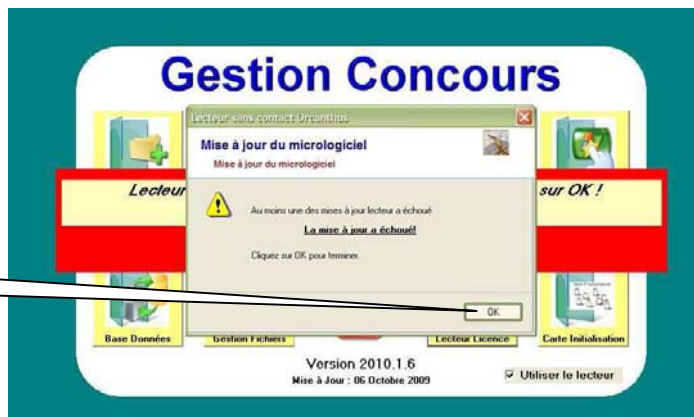 Gestion Concours
Lecteur sans contact Orcanthus
Mise à jour du micrologiciel
Mise à jour du micrologiciel
Lecteur
sur OK !
Au moins une des mises à jour lecteur a échoué
La mise à jour a échoué!
Cliquez sur OK pour terminer.
OK
Base Données
Gestion Fichiers
Lecteur Licence
Carte Initialisation
Version 2010.1.6
Mise à Jour : 06 Octobre 2009
Utiliser le lecteur